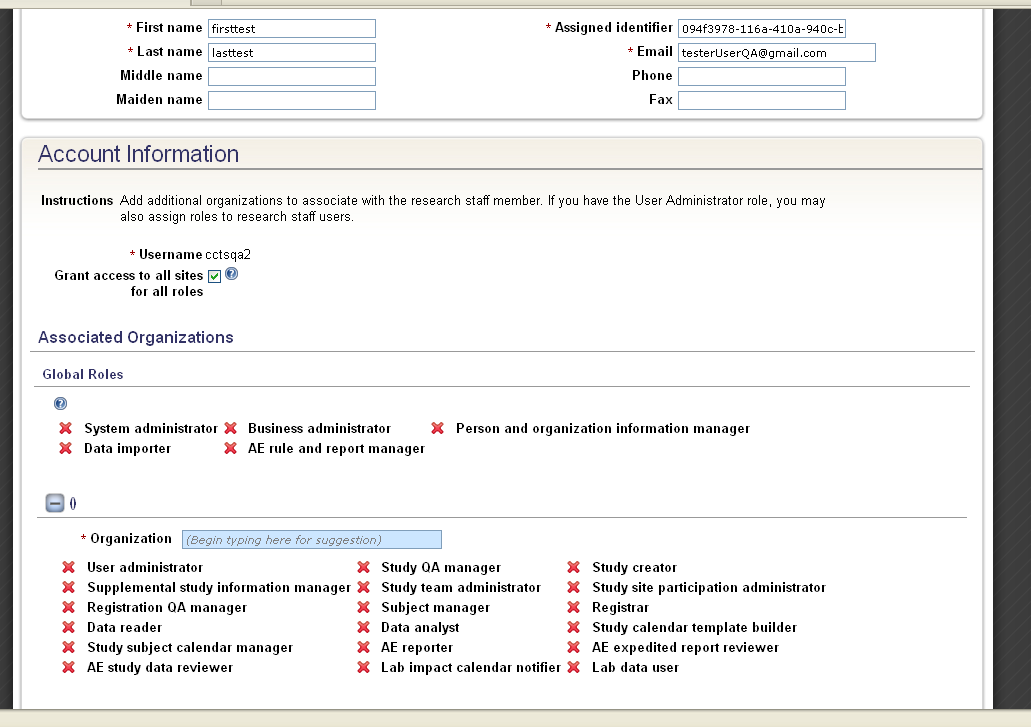 * First name firsttest * Assigned identifier 094f3978-116a-410a-940c-b
* Last name lasttest * Email testerUserQA@gmail.com
Middle name Phone
Maiden name Fax
Account Information
Instructions Add additional organizations to associate with the research staff member. If you have the User Administrator role, you may
also assign roles to research staff users.
* Username cctsqa2
Grant access to all sites ?
for all roles
Associated Organizations
Global Roles
?
System administrator Business administrator Person and organization information manager
Data importer AE rule and report manager
()
* Organization (Begin typing here for suggestion)
User administrator Study QA manager Study creator
Supplemental study information manager Study team administrator Study site participation administrator
Registration QA manager Subject manager Registrar
Data reader Data analyst Study calendar template builder
Study subject calendar manager AE reporter AE expedited report reviewer
AE study data reviewer Lab impact calendar notifier Lab data user